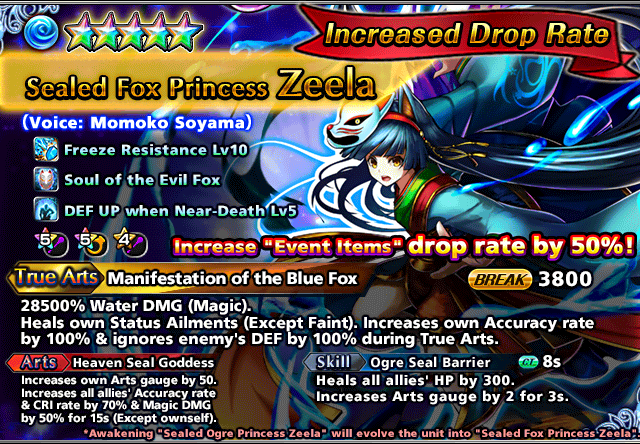 Increased Drop Rate
Sealed Fox Princess Zeela
(Voice: Momoko Soyama)
Freeze Resistance Lv10
Soul of the Evil Fox
DEF UP when Near-Death Lv5
5 5 4
Increase "Event Items" drop rate by 50%!
True Arts Manifestation of the Blue Fox BREAK 3800
28500% Water DMG (Magic).
Heals own Status Ailments (Except Faint). Increases own Accuracy rate
by 100% & ignores enemy's DEF by 100% during True Arts.
Arts Heaven Seal Goddess
Increases own Arts gauge by 50.
Increases all allies' Accuracy rate
& CRI rate by 70% & Magic DMG
by 50% for 15s (Except ownself).
Skill Ogre Seal Barrier CT 8s
Heals all allies' HP by 300.
Increases Arts gauge by 2 for 3s.
*Awakening "Sealed Ogre Princess Zeela" will evolve the unit into "Sealed Fox Princess Zeela"